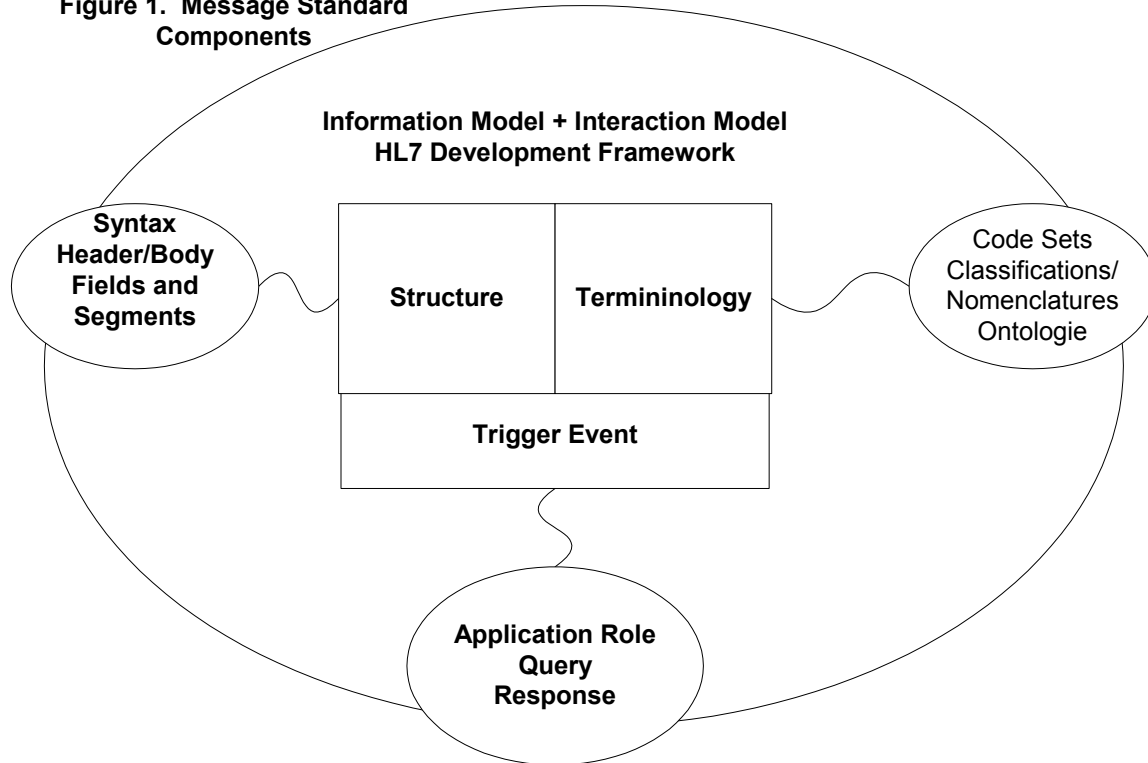 Figure 1. Message Standard
Components
Information Model + Interaction Model
HL7 Development Framework
Syntax
Header/Body
Fields and
Segments
Structure
Termininology
Code Sets
Classifications/
Nomenclatures
Ontologie
Trigger Event
Application Role
Query
Response